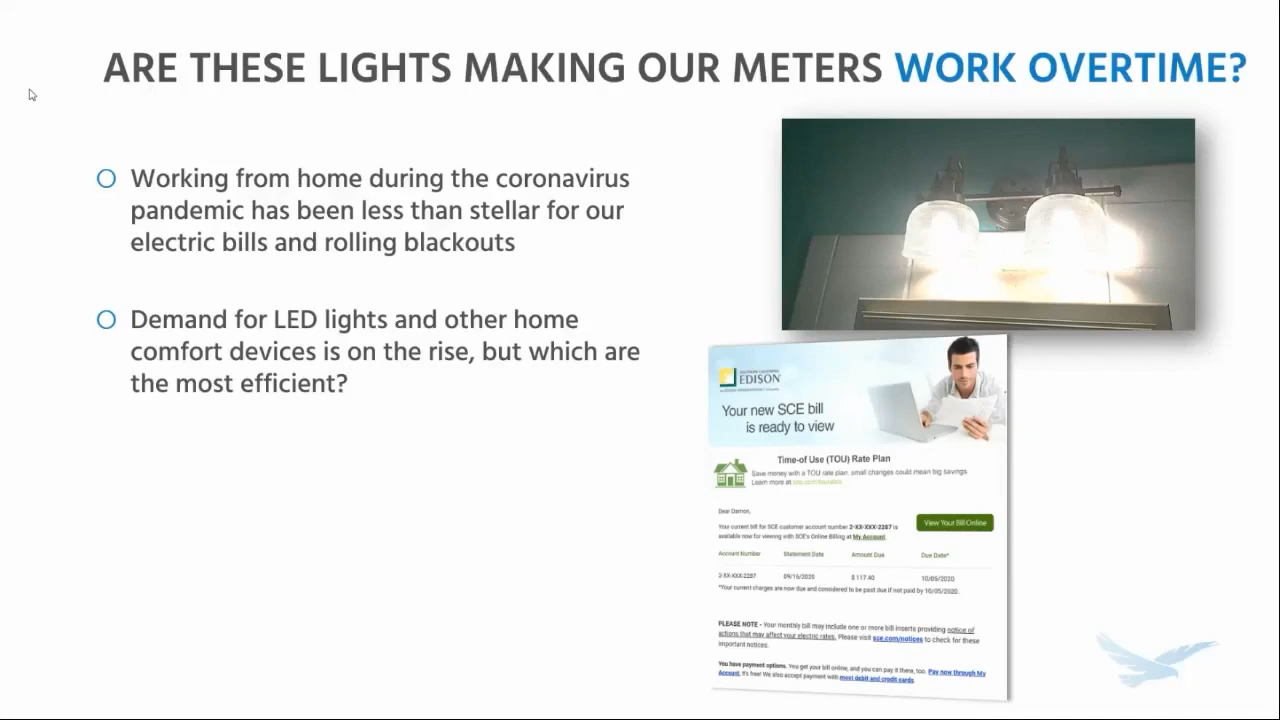 ARE THESE LIGHTS MAKING OUR METERS WORK OVERTIME?
Working from home during the coronavirus
pandemic has been less than stellar for our
electric bills and rolling blackouts
Demand for LED lights and other home
comfort devices is on the rise, but which are
the most efficient?
SOUTHERN CALIFORNIA
EDISON
Your new SCE bill
is ready to view
Time-of Use (TOU) Rate Plan
Save money with a TOU rate plan. small changes could mean big savings.
Learn more at
Dear Damon,
Your current bill for SCE customer account number 2-XX-XXX-2287 is
available now for viewing with SCE's Online Billing at My Account.
View Your Bill Online
Account Number Statement Date Amount Due Due Date*
2-XX-XXX-2287 09/16/2020 $ 117.40 10/05/2020
*Your current charges are now due and considered to be past due if not paid by 10/05/2020.
PLEASE NOTE - Your monthly bill may include one or more bill inserts providing notice of
actions that may affect your electric rates. Please visit sce.com/notices to check for these
important notices.
You have payment options. You get your bill online, and you can pay it there, too. Pay now through My
Account, it's free! We also accept payment with most debit and credit cards.